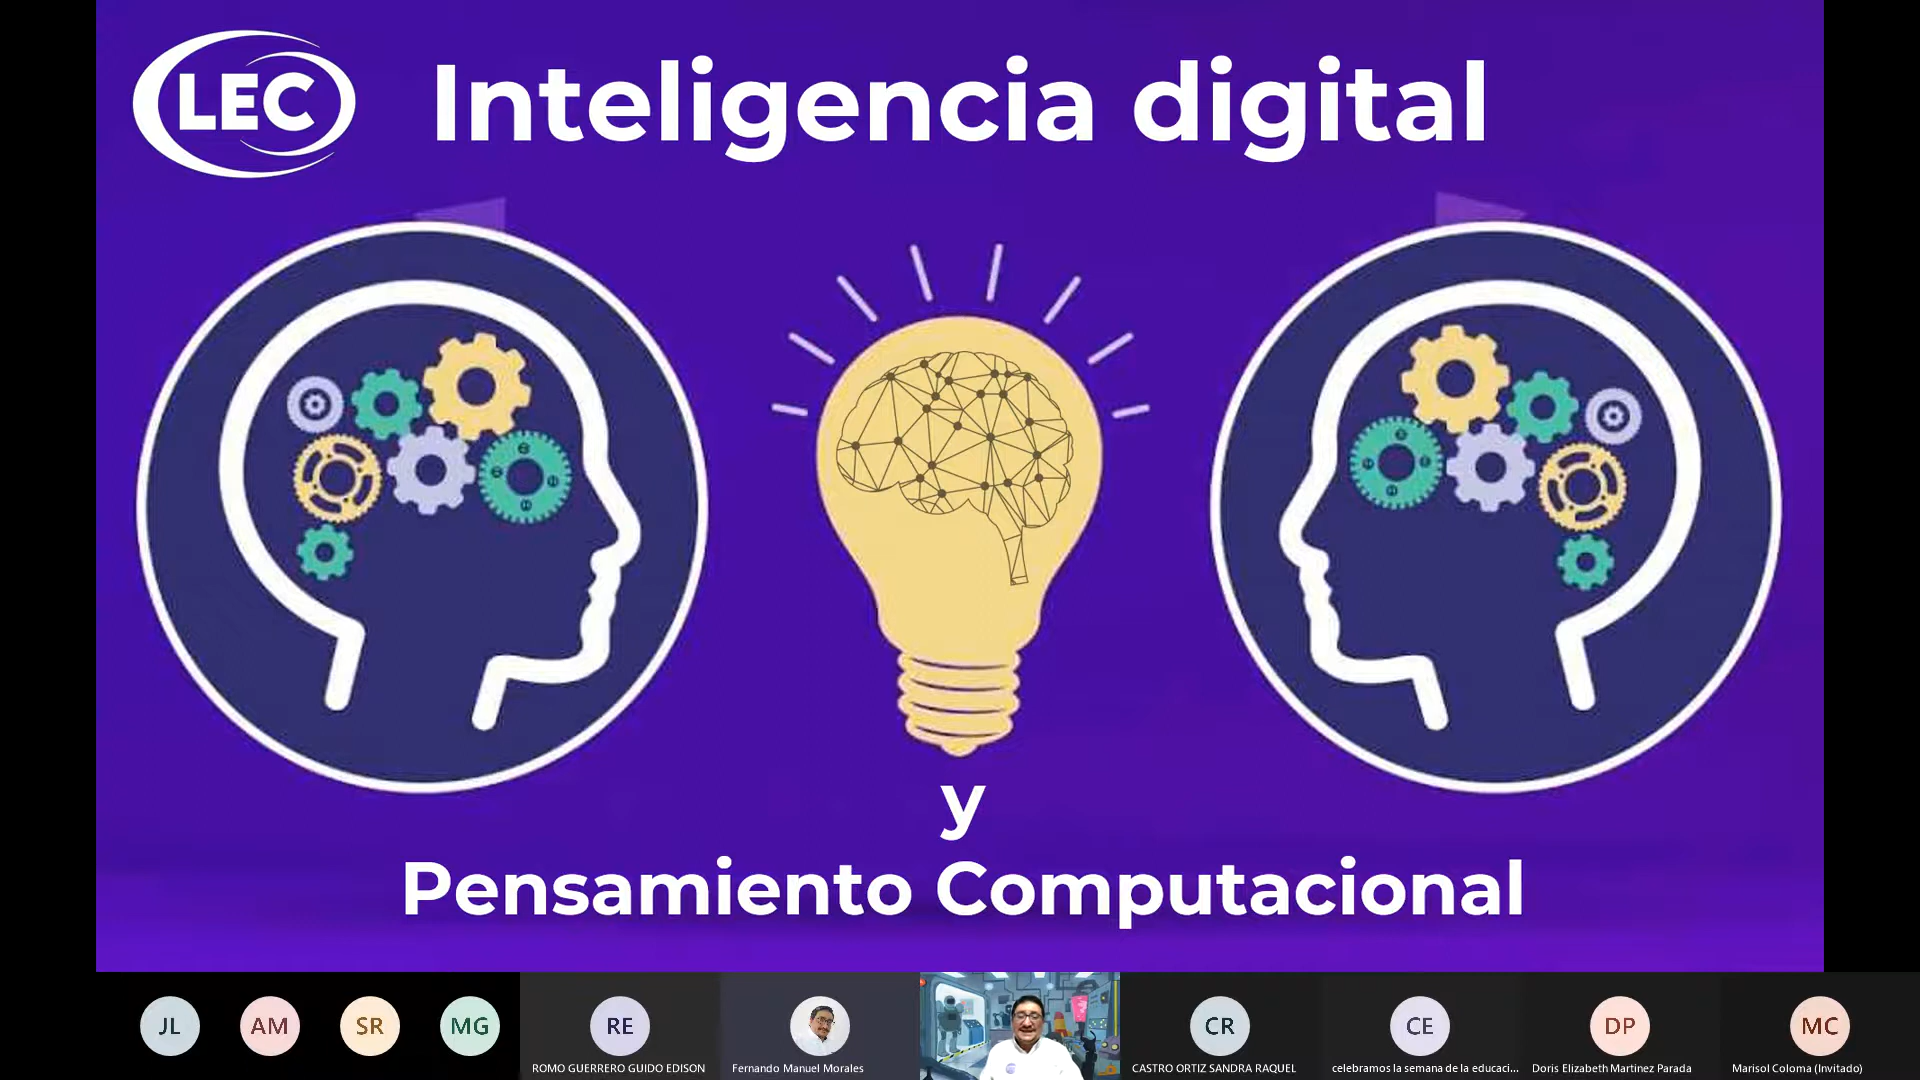 LEC
Inteligencia digital
y
Pensamiento Computacional
JL
AM
SR
MG
RE
CR
CE
DP
MC
ROMO GUERRERO GUIDO EDISON
Fernando Manuel Morales
CASTRO ORTIZ SANDRA RAQUEL
celebramos la semana de la educaci...
Doris Elizabeth Martinez Parada
Marisol Coloma (Invitado)